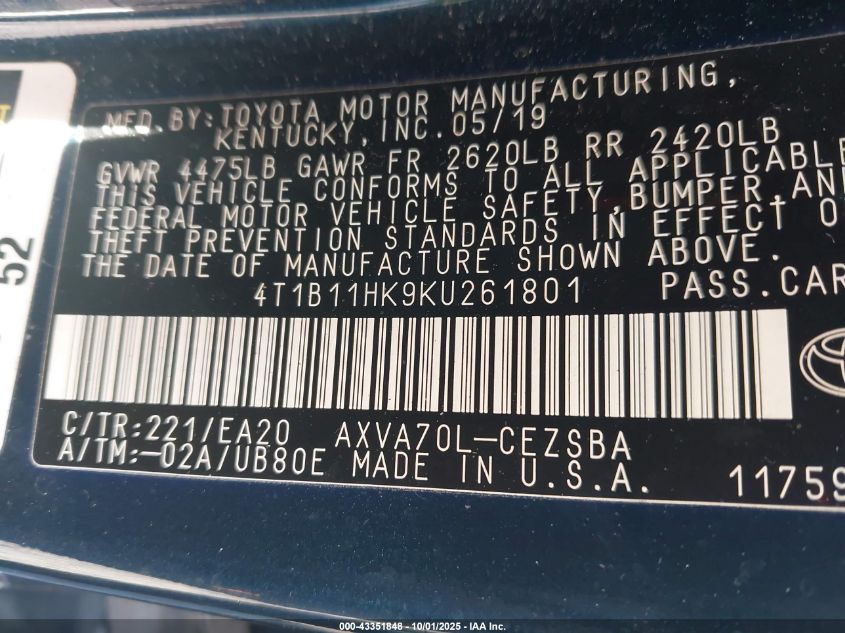 MFD. BY: TOYOTA MOTOR MANUFACTURING,
KENTUCKY, INC. 05/19
GVWR 4475LB GAWR FR 2620LB RR 2420LB
THIS VEHICLE CONFORMS TO ALL APPLICABLE
FEDERAL MOTOR VEHICLE SAFETY, BUMPER, AND
THEFT PREVENTION STANDARDS IN EFFECT O
THE DATE OF MANUFACTURE SHOWN ABOVE.
4T1B11HK9KU261801 PASS.CAR
C/TR:221/EA20 AXVA70L-CEZSBA
A/TM:-02A/UB80E MADE IN U.S.A. 11759
52
000-43351848 - 10/01/2025 - IAA Inc.